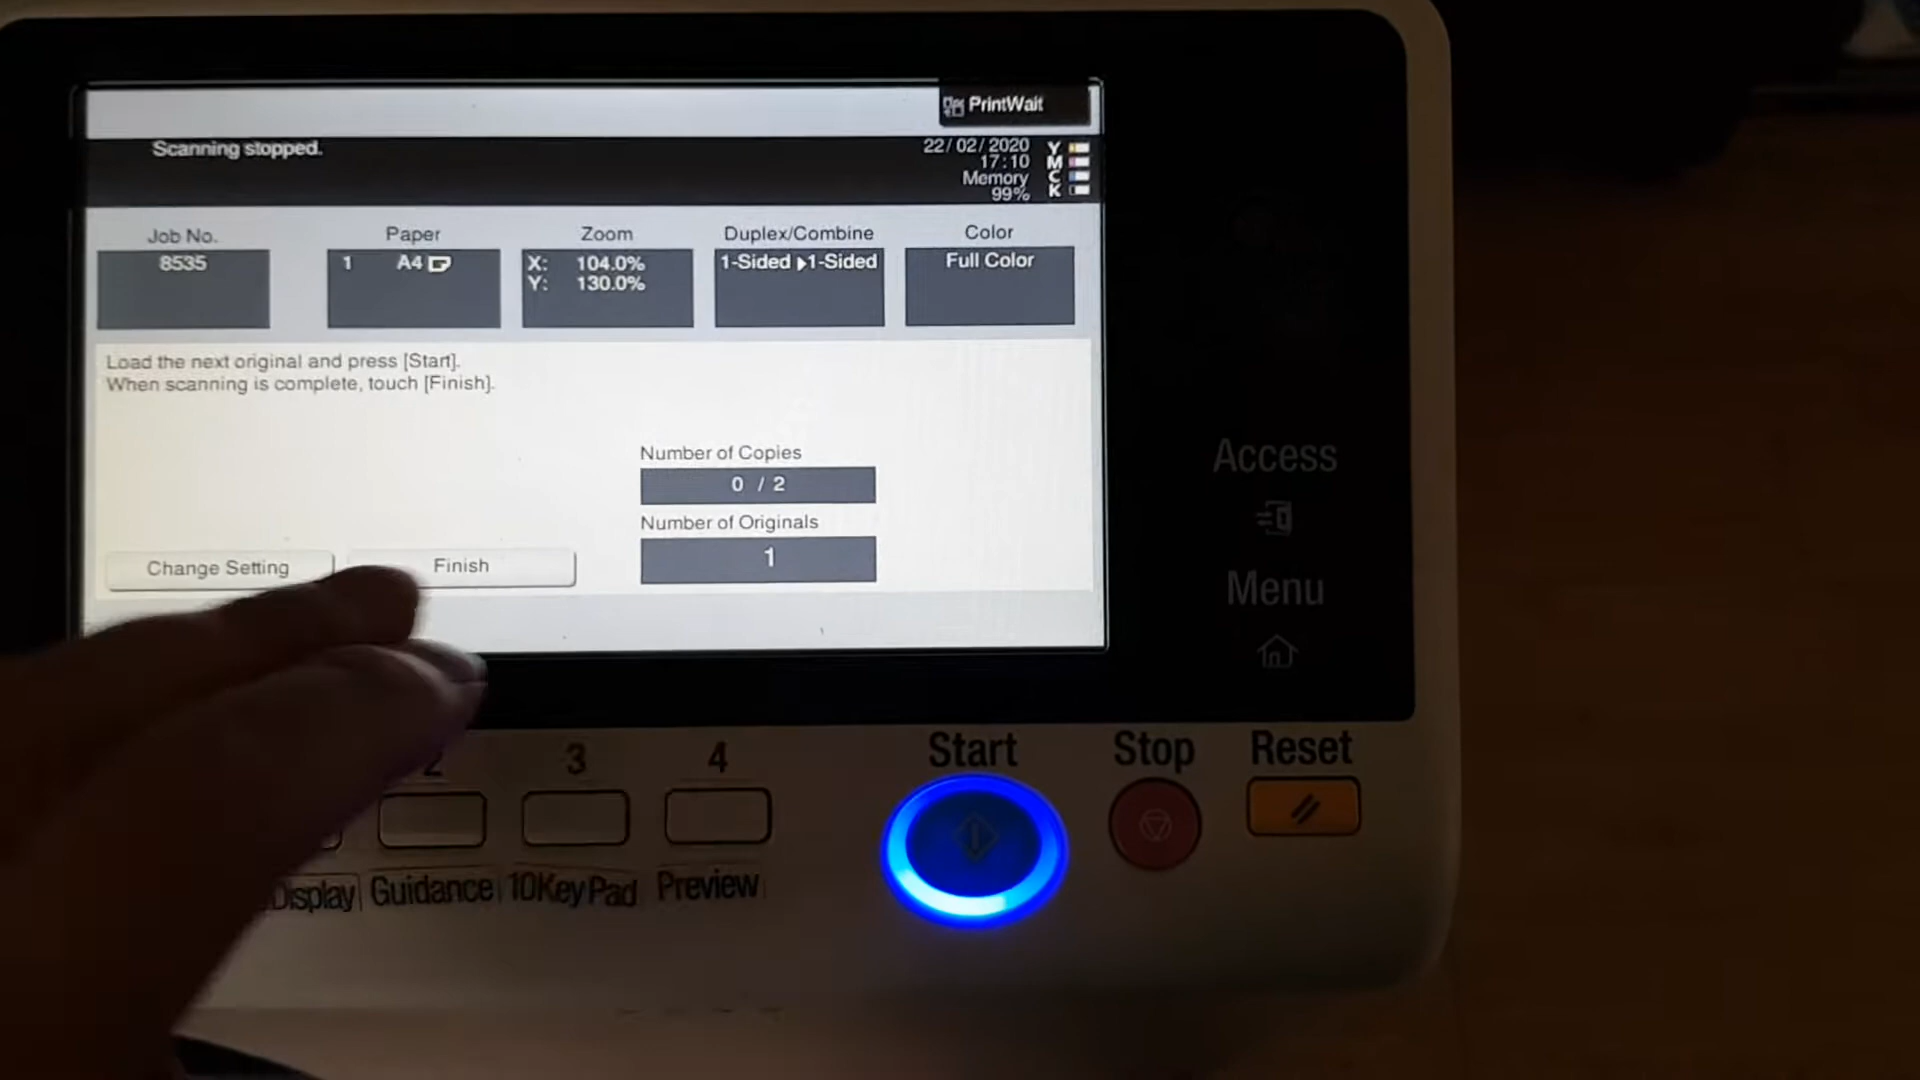 PrintWait
Scanning stopped.
22/02/2020
17:10
Memory
99%
Y
M
C
K
Job No.
8535
Paper
1 A4
Zoom
X: 104.0%
Y: 130.0%
Duplex/Combine
1-Sided 1-Sided
Color
Full Color
Load the next original and press [Start].
When scanning is complete, touch [Finish].
Number of Copies
0 / 2
Number of Originals
1
Change Setting
Finish
Access
Menu
2 3 4
Start Stop Reset
Display Guidance 10KeyPad Preview